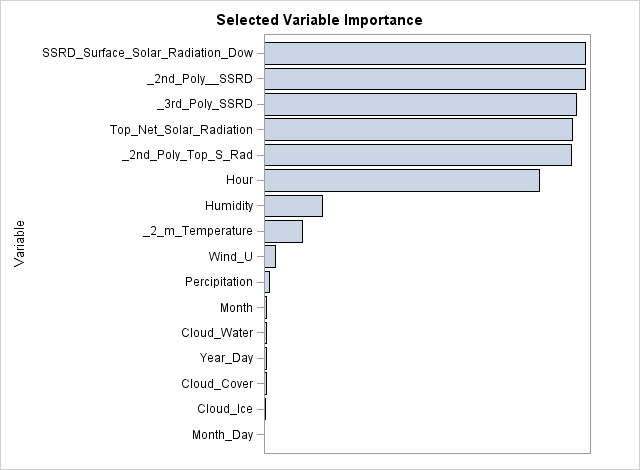 Selected Variable Importance
SSRD_Surface_Solar_Radiation_Dow
_2nd_Poly__SSRD
_3rd_Poly_SSRD
Top_Net_Solar_Radiation
_2nd_Poly_Top_S_Rad
Hour
Humidity
_2_m_Temperature
Wind_U
Percipitation
Month
Cloud_Water
Year_Day
Cloud_Cover
Cloud_Ice
Month_Day
Variable